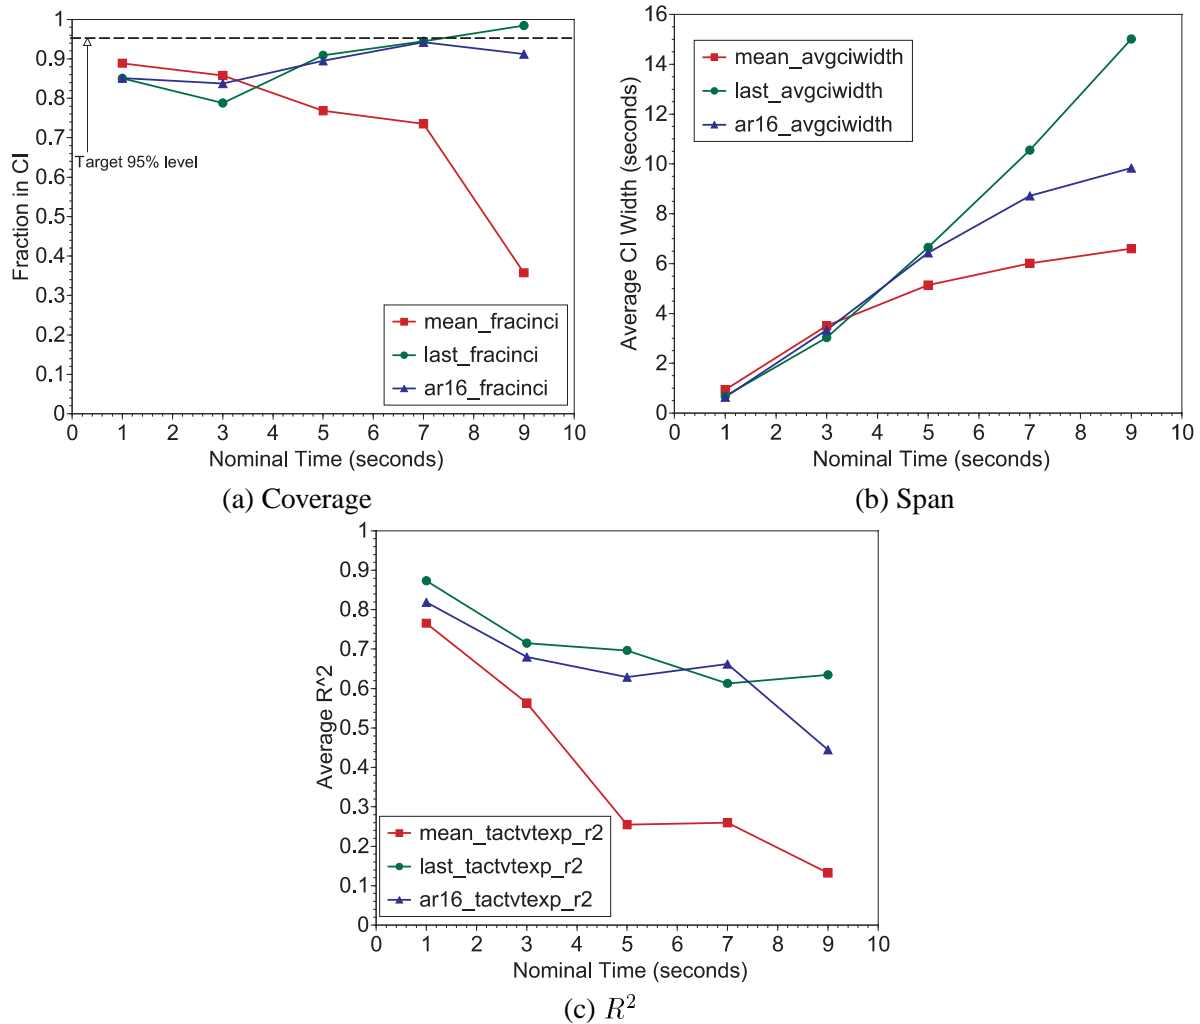 1
0.9
0.8
0.7
0.6
0.5
0.4
0.3
0.2
0.1
0
Fraction in CI
Target 95% level
mean_fracinci
last_fracinci
ar16_fracinci
0 1 2 3 4 5 6 7 8 9 10
Nominal Time (seconds)
(a) Coverage
16
14
12
10
8
6
4
2
0
Average CI Width (seconds)
mean_avgciwidth
last_avgciwidth
ar16_avgciwidth
0 1 2 3 4 5 6 7 8 9 10
Nominal Time (seconds)
(b) Span
1
0.9
0.8
0.7
0.6
0.5
0.4
0.3
0.2
0.1
0
Average R^2
mean_tactvtexp_r2
last_tactvtexp_r2
ar16_tactvtexp_r2
0 1 2 3 4 5 6 7 8 9 10
Nominal Time (seconds)
(c) R²